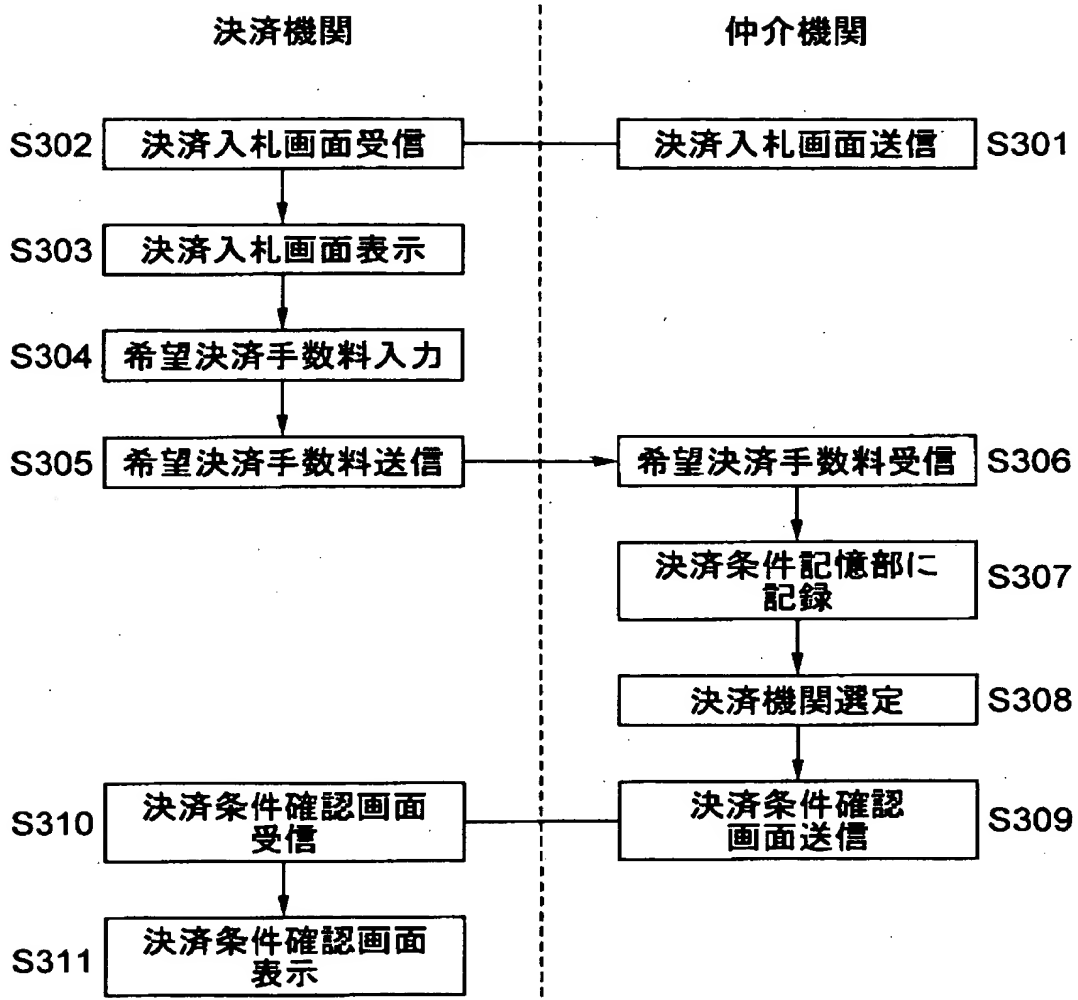 決済機関
仲介機関
S302
決済入札画面受信
決済入札画面送信
S301
S303
決済入札画面表示
S304
希望決済手数料入力
S305
希望決済手数料送信
希望決済手数料受信
S306
決済条件記憶部に
記録
S307
決済機関選定
S308
S310
決済条件確認画面
受信
決済条件確認
画面送信
S309
S311
決済条件確認画面
表示